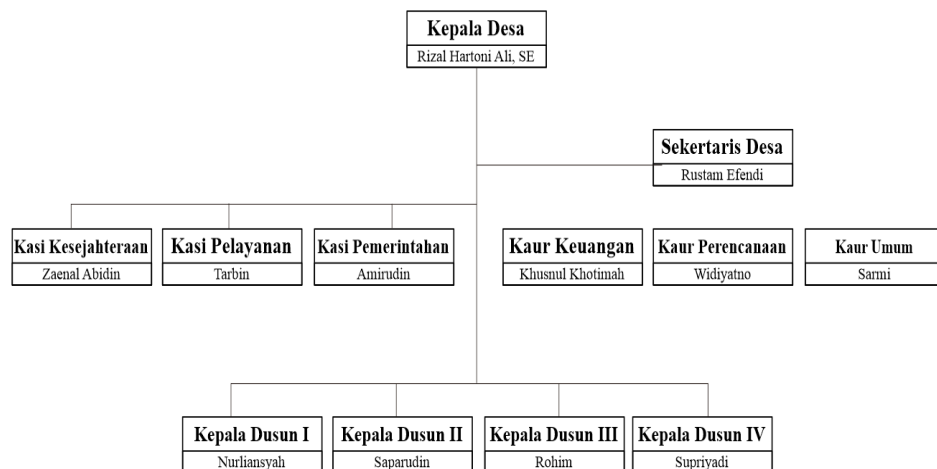 Kepala Desa
Rizal Hartoni Ali, SE
Sekertaris Desa
Rustam Efendi
Kasi Kesejahteraan
Zaenal Abidin
Kasi Pelayanan
Tarbin
Kasi Pemerintahan
Amirudin
Kaur Keuangan
Khusnul Khotimah
Kaur Perencanaan
Widiyatno
Kaur Umum
Sarmi
Kepala Dusun I
Nurliansyah
Kepala Dusun II
Saparudin
Kepala Dusun III
Rohim
Kepala Dusun IV
Supriyadi